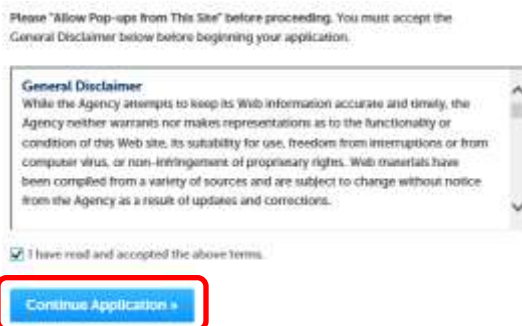 Please "Allow Pop-ups from This Site" before proceeding. You must accept the
General Disclaimer below before beginning your application.
General Disclaimer
While the Agency attempts to keep its Web information accurate and timely, the
Agency neither warrants nor makes representations as to the functionality or
condition of this Web site, its suitability for use, freedom from interruptions or from
computer virus, or non-infringement of proprietary rights. Web materials have
been compiled from a variety of sources and are subject to change without notice
from the Agency as a result of updates and corrections.
I have read and accepted the above terms.
Continue Application »